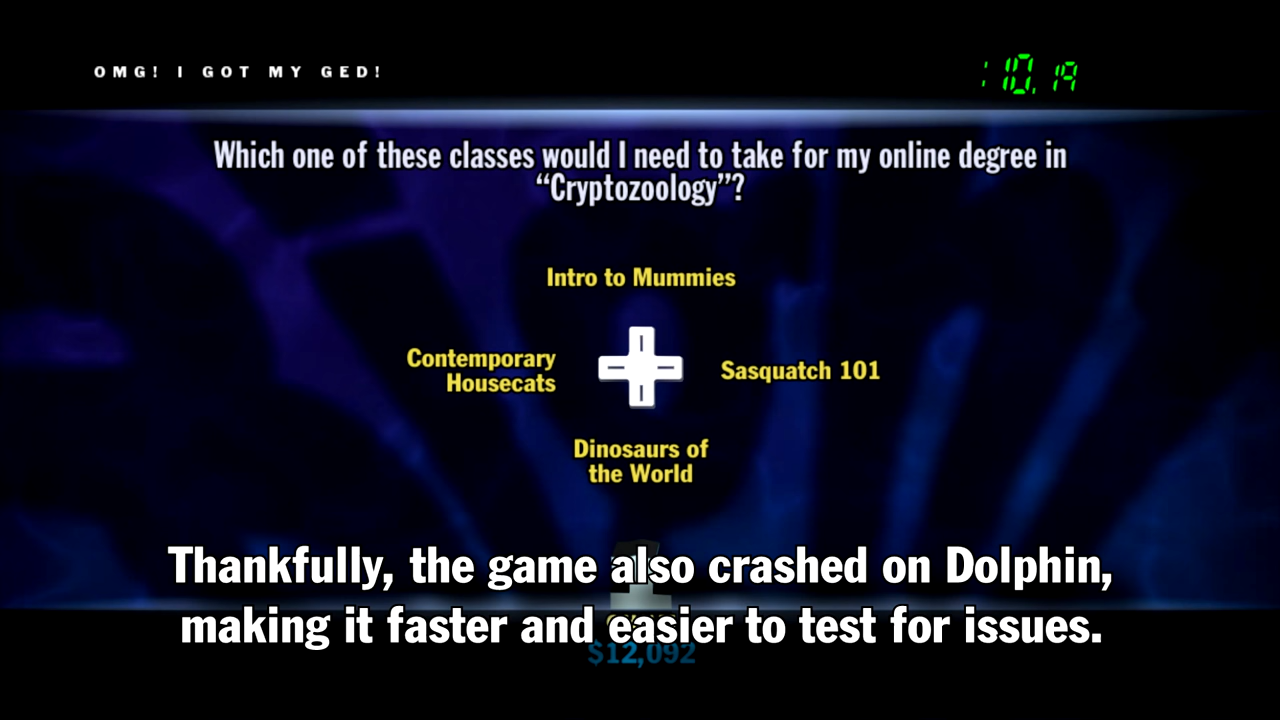 OMG! I GOT MY GED!
:10.19
Which one of these classes would I need to take for my online degree in
“Cryptozoology”?
Intro to Mummies
Contemporary
Housecats
Sasquatch 101
Dinosaurs of
the World
Thankfully, the game also crashed on Dolphin,
making it faster and easier to test for issues.
$12,092